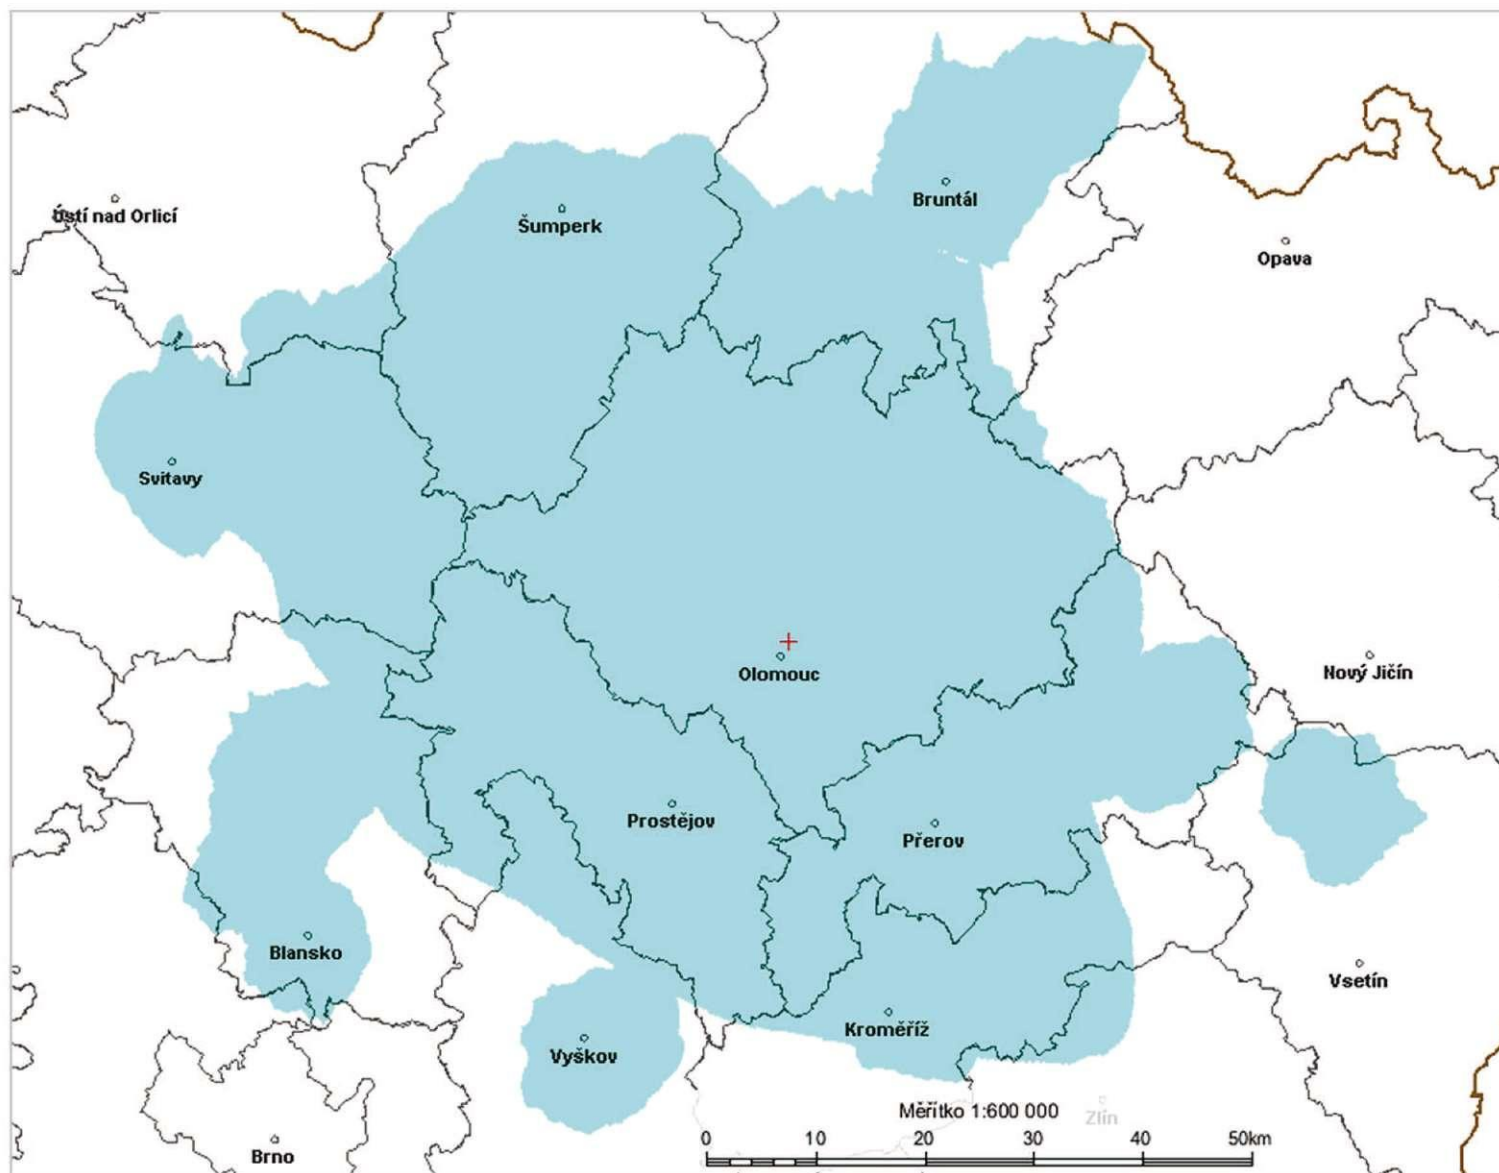 Bruntál
Ústí nad Orlicí
Šumperk
Opava
Svitavy
Olomouc
Nový Jičín
Prostějov
Přerov
Blansko
Vsetín
Kroměříž
Vyškov
Měřítko 1:600 000
Zlín
0 10 20 30 40 50km
Brno